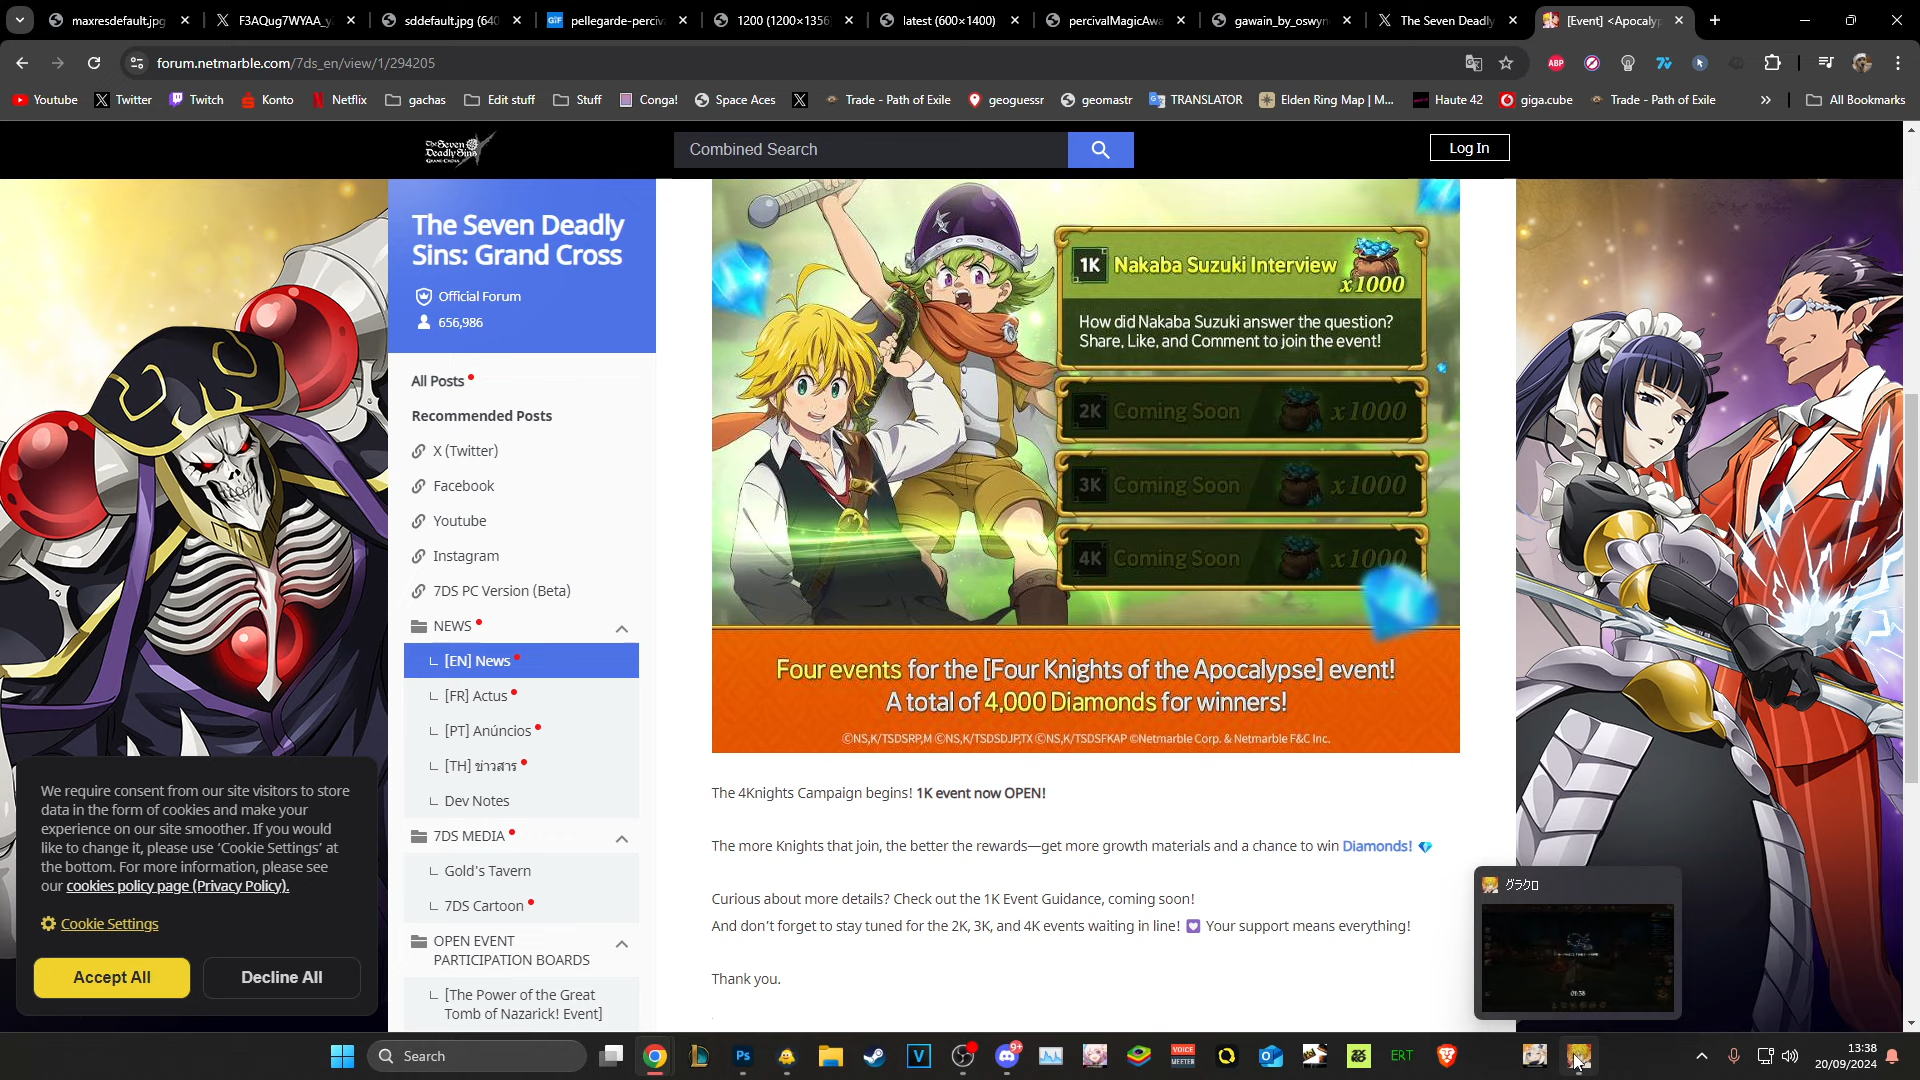 maxresdefault.jpg
F3AQug7WYAA_y
sddefault.jpg (640
pellegarde-perciva
1200 (1200×1356
latest (600×1400)
percivalMagicAwa
gawain_by_oswyn
The Seven Deadly
[Event] <Apocalyp
forum.netmarble.com/7ds_en/view/1/294205
Youtube
Twitter
Twitch
Konto
Netflix
gachas
Edit stuff
Stuff
Conga!
Space Aces
Trade - Path of Exile
geoguessr
geomastr
TRANSLATOR
Elden Ring Map | M...
Haute 42
giga.cube
Trade - Path of Exile
All Bookmarks
The Seven
Deadly Sins
GRAND CROSS
Combined Search
Log In
The Seven Deadly
Sins: Grand Cross
Official Forum
656,986
All Posts
Recommended Posts
X (Twitter)
Facebook
Youtube
Instagram
7DS PC Version (Beta)
NEWS
[EN] News
[FR] Actus
[PT] Anúncios
[TH] ข่าวสาร
Dev Notes
7DS MEDIA
Gold's Tavern
7DS Cartoon
OPEN EVENT
PARTICIPATION BOARDS
[The Power of the Great
Tomb of Nazarick! Event]
1K Nakaba Suzuki Interview x1000
How did Nakaba Suzuki answer the question?
Share, Like, and Comment to join the event!
2K Coming Soon x1000
3K Coming Soon x1000
4K Coming Soon x1000
Four events for the [Four Knights of the Apocalypse] event!
A total of 4,000 Diamonds for winners!
©NS,K/TSDSRP,M ©NS,K/TSDSDJP,TX ©NS,K/TSDSFKAP ©Netmarble Corp. & Netmarble F&C Inc.
The 4Knights Campaign begins! 1K event now OPEN!
The more Knights that join, the better the rewards—get more growth materials and a chance to win Diamonds!
Curious about more details? Check out the 1K Event Guidance, coming soon!
And don't forget to stay tuned for the 2K, 3K, and 4K events waiting in line! Your support means everything!
Thank you.
We require consent from our site visitors to store
data in the form of cookies and make your
experience on our site smoother. If you would
like to change it, please use 'Cookie Settings' at
the bottom. For more information, please see
our cookies policy page (Privacy Policy).
Cookie Settings
Accept All
Decline All
グラクロ
01:38
Search
9+
VOICE
MEETER
ERT
13:38
20/09/2024